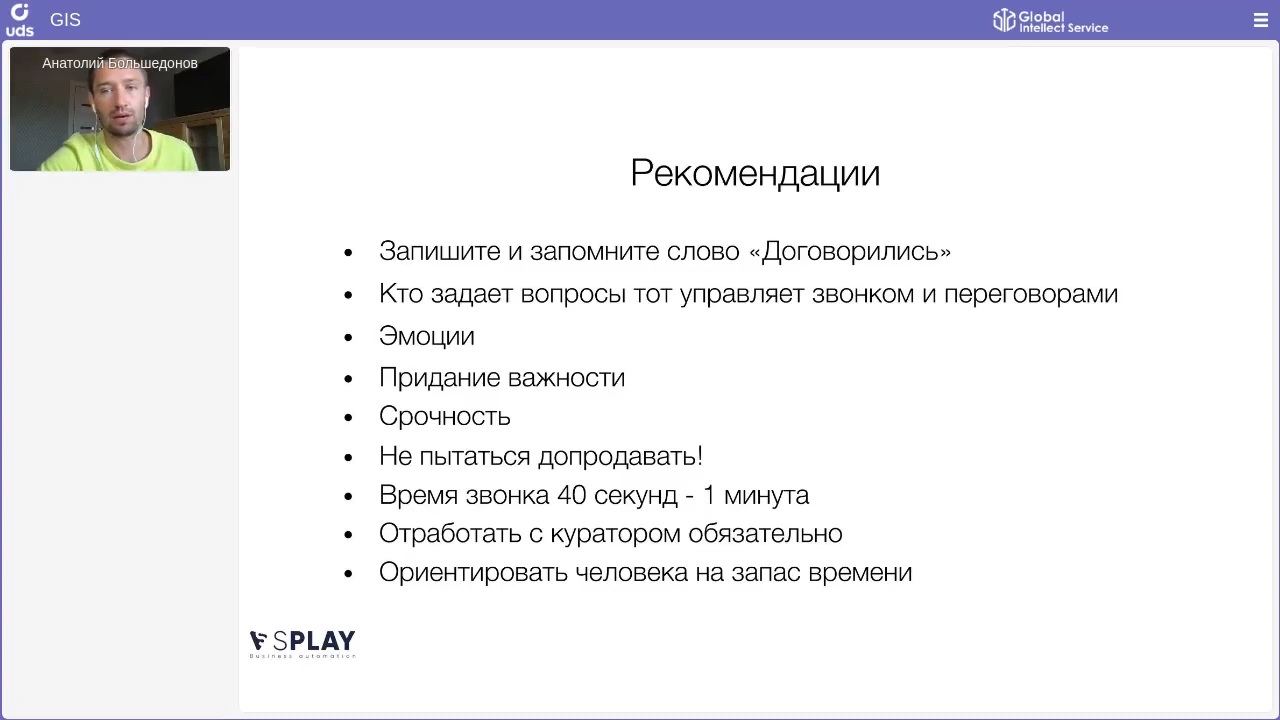 uds
GIS
Global
Intellect Service
Анатолий Большедонов
Рекомендации
• Запишите и запомните слово «Договорились»
• Кто задает вопросы тот управляет звонком и переговорами
• Эмоции
• Придание важности
• Срочность
• Не пытаться допродавать!
• Время звонка 40 секунд - 1 минута
• Отработать с куратором обязательно
• Ориентировать человека на запас времени
SPLAY
Business automation